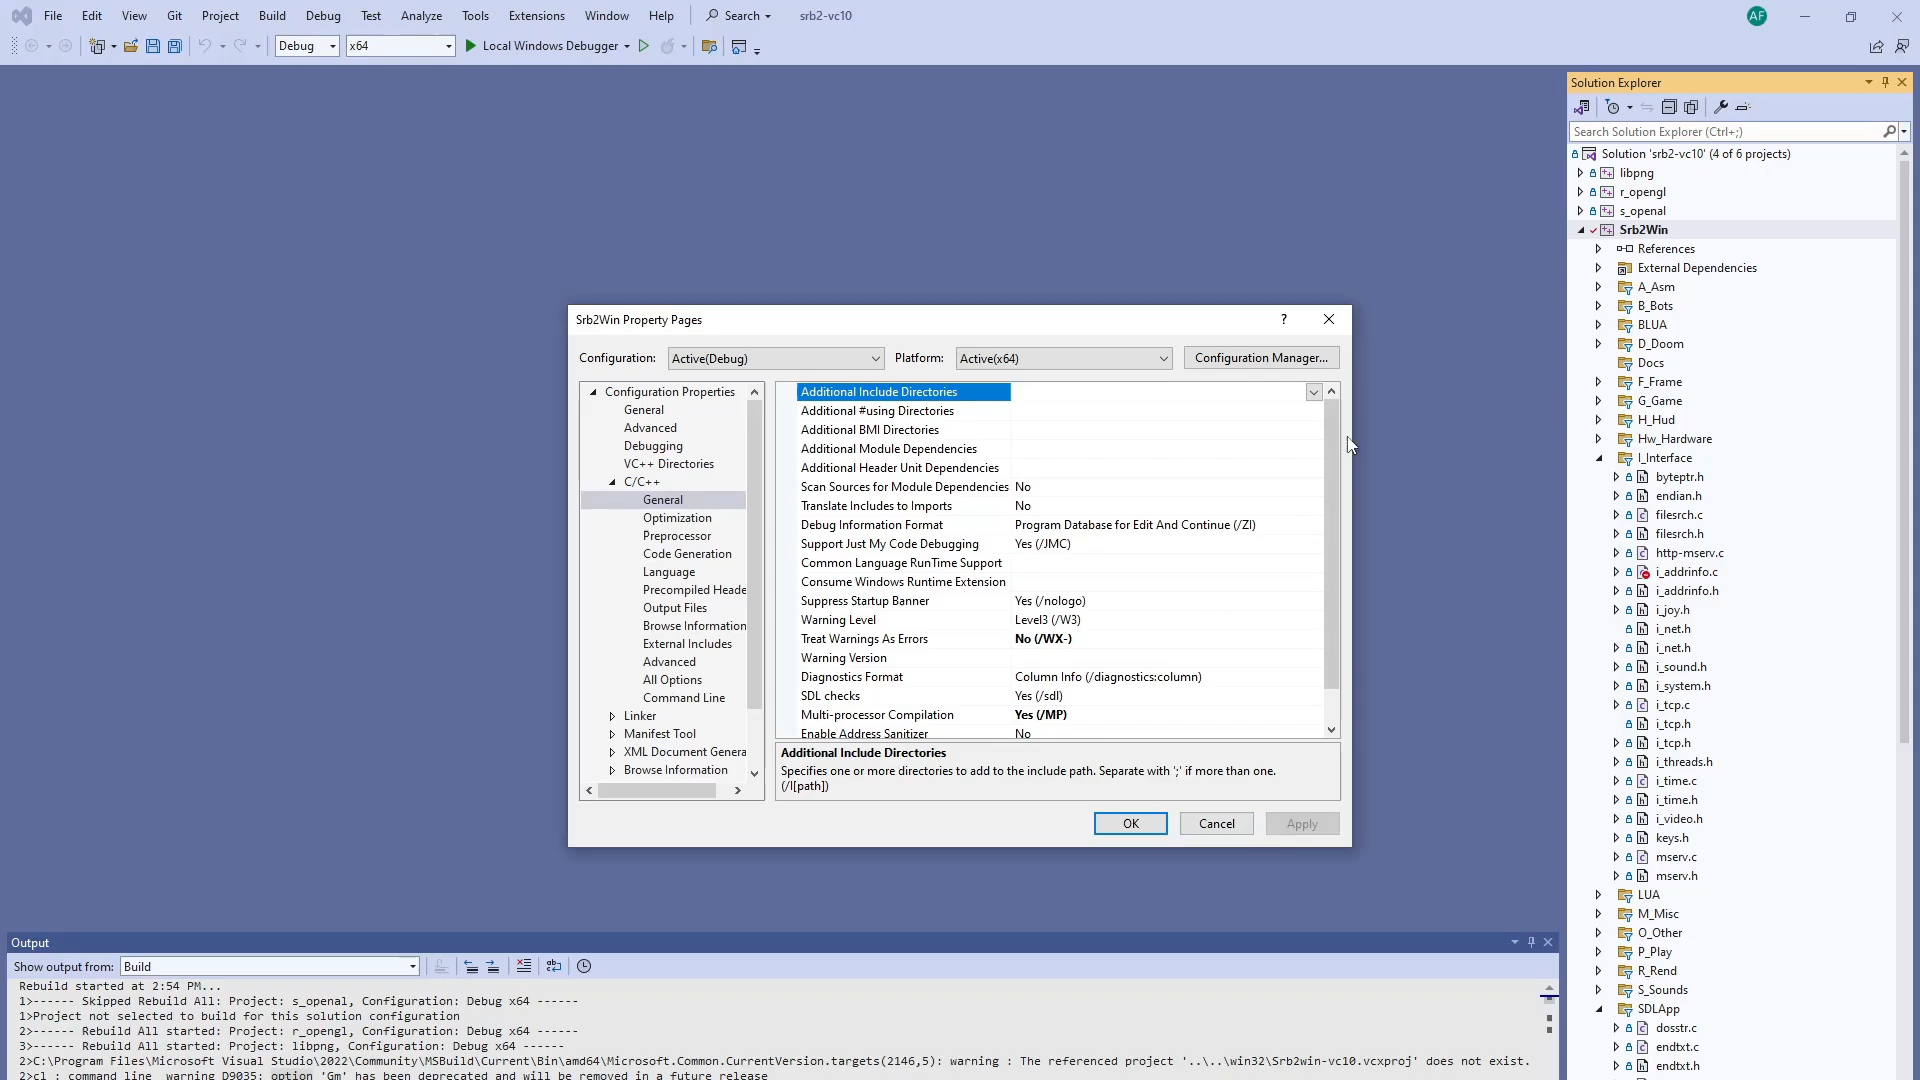 File Edit View Git Project Build Debug Test Analyze Tools Extensions Window Help Search srb2-vc10 AF
Debug x64 Local Windows Debugger
Solution Explorer
Search Solution Explorer (Ctrl+;)
Solution 'srb2-vc10' (4 of 6 projects)
libpng
r_opengl
s_openal
Srb2Win
References
External Dependencies
A_Asm
B_Bots
BLUA
D_Doom
Docs
F_Frame
G_Game
H_Hud
Hw_Hardware
I_Interface
byteptr.h
endian.h
filesrch.c
filesrch.h
http-mserv.c
i_addrinfo.c
i_addrinfo.h
i_joy.h
i_net.h
i_net.h
i_sound.h
i_system.h
i_tcp.c
i_tcp.h
i_tcp.h
i_threads.h
i_time.c
i_time.h
i_video.h
keys.h
mserv.c
mserv.h
LUA
M_Misc
O_Other
P_Play
R_Rend
S_Sounds
SDLApp
dosstr.c
endtxt.c
endtxt.h
Srb2Win Property Pages ?
Configuration: Active(Debug) Platform: Active(x64) Configuration Manager...
Configuration Properties
General
Advanced
Debugging
VC++ Directories
C/C++
General
Optimization
Preprocessor
Code Generation
Language
Precompiled Heade
Output Files
Browse Information
External Includes
Advanced
All Options
Command Line
Linker
Manifest Tool
XML Document Genera
Browse Information
Additional Include Directories
Additional #using Directories
Additional BMI Directories
Additional Module Dependencies
Additional Header Unit Dependencies
Scan Sources for Module Dependencies No
Translate Includes to Imports No
Debug Information Format Program Database for Edit And Continue (/ZI)
Support Just My Code Debugging Yes (/JMC)
Common Language RunTime Support
Consume Windows Runtime Extension
Suppress Startup Banner Yes (/nologo)
Warning Level Level3 (/W3)
Treat Warnings As Errors No (/WX-)
Warning Version
Diagnostics Format Column Info (/diagnostics:column)
SDL checks Yes (/sdl)
Multi-processor Compilation Yes (/MP)
Enable Address Sanitizer No
Additional Include Directories
Specifies one or more directories to add to the include path. Separate with ';' if more than one.
(/I[path])
OK Cancel Apply
Output
Show output from: Build
Rebuild started at 2:54 PM...
1>------ Skipped Rebuild All: Project: s_openal, Configuration: Debug x64 ------
1>Project not selected to build for this solution configuration
2>------ Rebuild All started: Project: r_opengl, Configuration: Debug x64 ------
3>------ Rebuild All started: Project: libpng, Configuration: Debug x64 ------
2>C:\Program Files\Microsoft Visual Studio\2022\Community\MSBuild\Current\Bin\amd64\Microsoft.Common.CurrentVersion.targets(2146,5): warning : The referenced project '..\..\win32\Srb2win-vc10.vcxproj' does not exist.
2>cl : command line warning D9035: option 'Gm' has been deprecated and will be removed in a future release